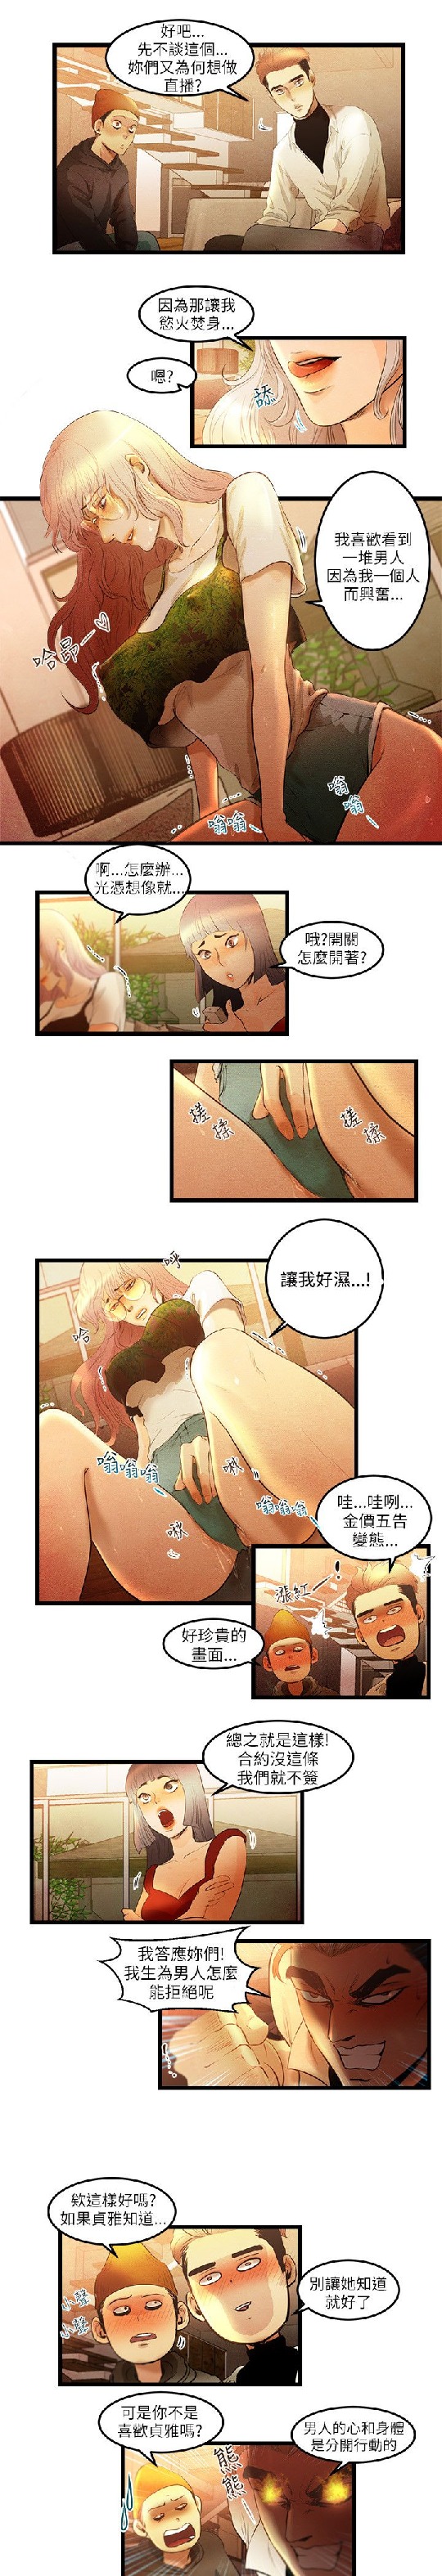 好吧...
先不談這個...
妳們又為何想做
直播?
因為那讓我
慾火焚身...
嗯?
舔
我喜歡看到
一堆男人
因為我一個人
而興奮...
哈昂—♡
嗡
嗡
嗡嗡
啊...怎麼辦...
光憑想像就...
哦?開關
怎麼開著?
搓揉
搓揉
呼
讓我好濕...!
哈
嗡嗡嗡
啾
嗡嗡嗡
啾
哇...哇咧...
金價五告
變態...
漲紅—!
好珍貴的
畫面...
總之就是這樣!
合約沒這條
我們就不簽
我答應妳們!
我生為男人怎麼
能拒絕呢
欸這樣好嗎?
如果貞雅知道...
小聲
小聲
別讓她知道
就好了
可是你不是
喜歡貞雅嗎?
男人的心和身體
是分開行動的
熊熊